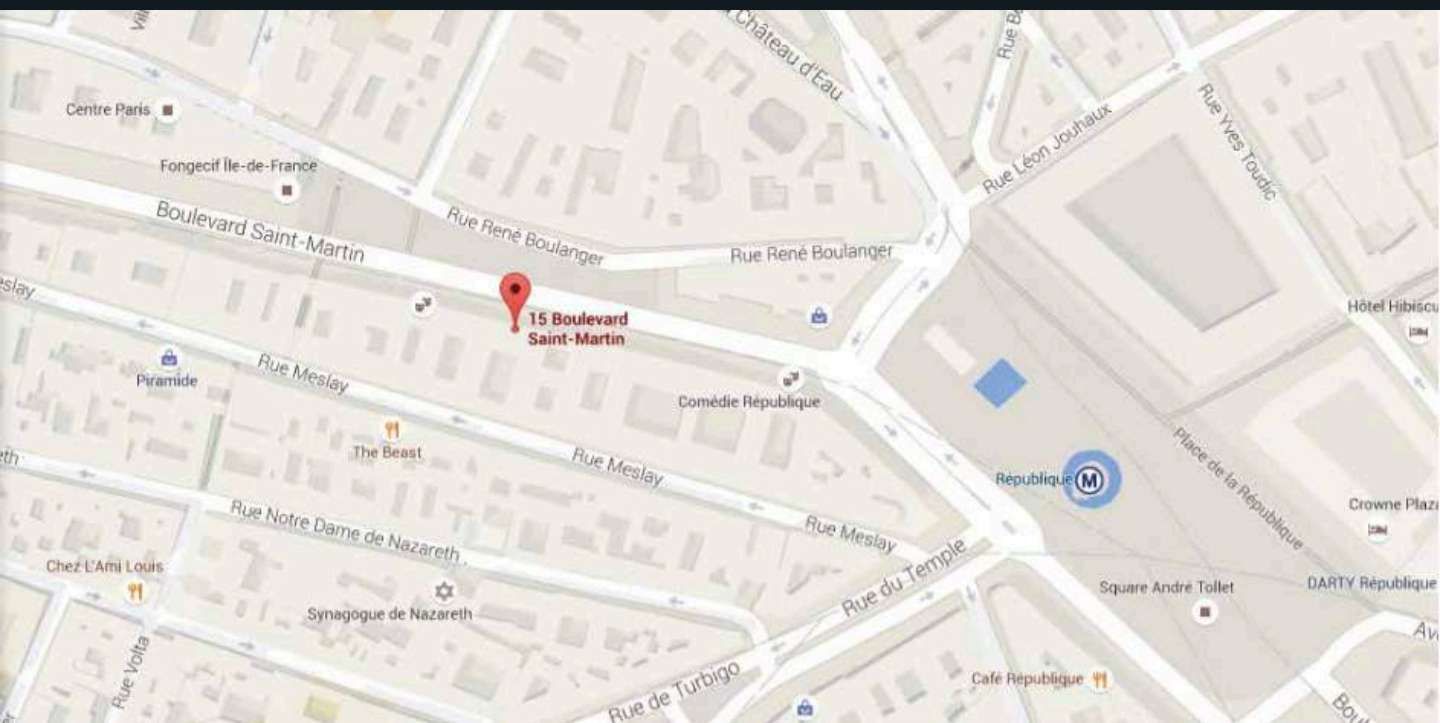 Château d'Eau
Centre Paris
Fongecif Île-de-France
Rue Léon Jouhaux
Rue Yves Toudic
Boulevard Saint-Martin
Rue René Boulanger
Rue René Boulanger
15 Boulevard
Saint-Martin
Hôtel
Piramide
Rue Meslay
Comédie République
The Beast
Rue Meslay
République
M
Place de la République
Crowne
Rue Notre Dame de Nazareth
Rue Meslay
Chez L'Ami Louis
Rue du Temple
Square André Tollet
DARTY République
Synagogue de Nazareth
Rue Volta
Rue de Turbigo
Café République